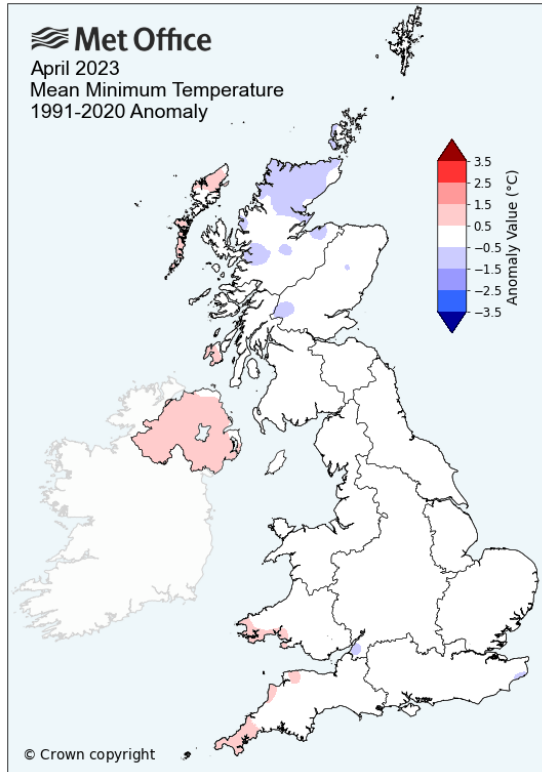 Met Office
April 2023
Mean Minimum Temperature
1991-2020 Anomaly
3.5
2.5
1.5
0.5
−0.5
−1.5
−2.5
−3.5
Anomaly Value (°C)
© Crown copyright